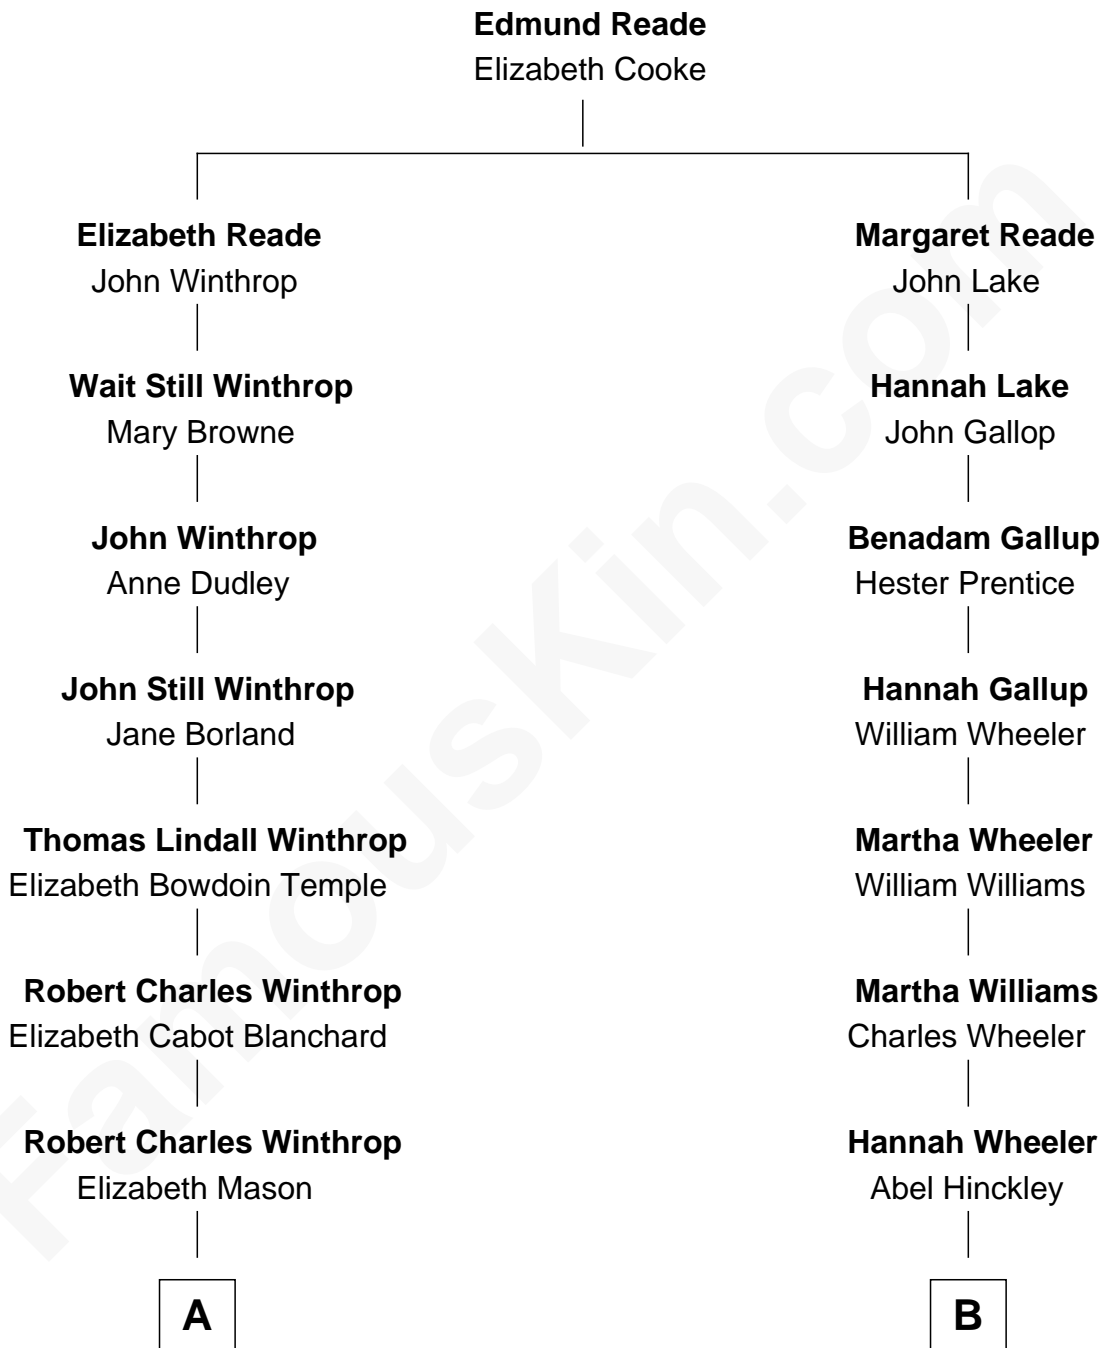 Edmund Reade
Elizabeth Cooke
Elizabeth Reade
John Winthrop
Margaret Reade
John Lake
Wait Still Winthrop
Mary Browne
Hannah Lake
John Gallop
John Winthrop
Anne Dudley
Benadam Gallup
Hester Prentice
John Still Winthrop
Jane Borland
Hannah Gallup
William Wheeler
Thomas Lindall Winthrop
Elizabeth Bowdoin Temple
Martha Wheeler
William Williams
Robert Charles Winthrop
Elizabeth Cabot Blanchard
Martha Williams
Charles Wheeler
Robert Charles Winthrop
Elizabeth Mason
Hannah Wheeler
Abel Hinckley
A
B
FamousKin.com